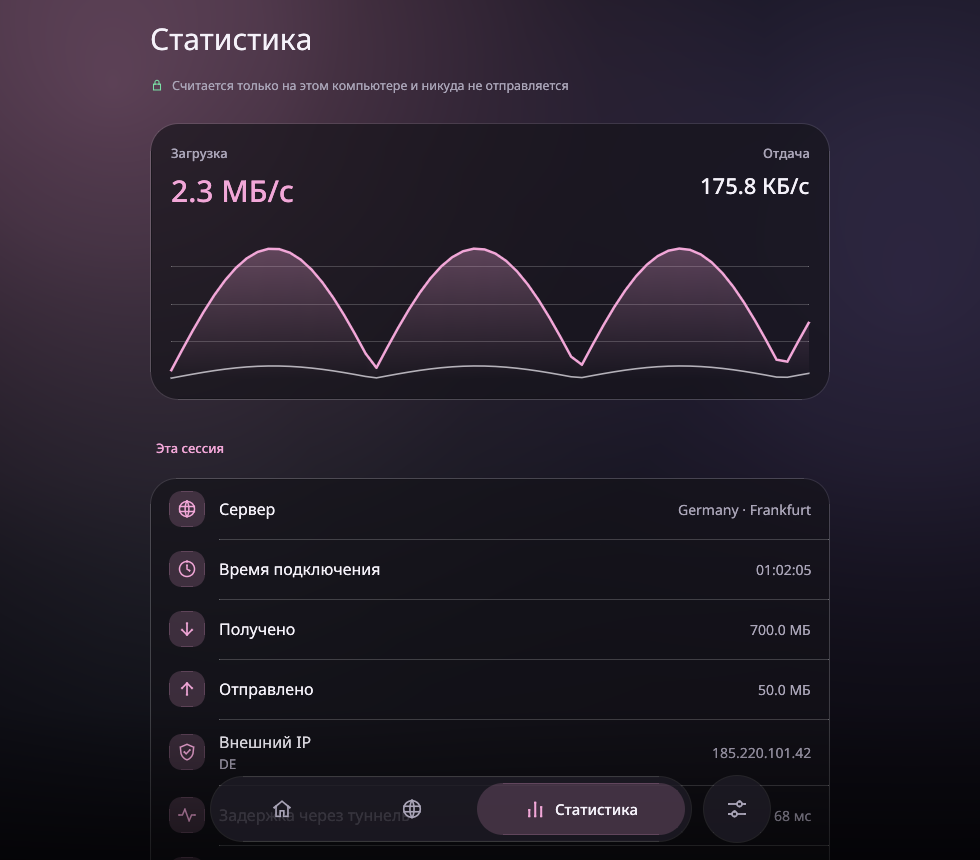 Статистика
Считается только на этом компьютере и никуда не отправляется
Загрузка
Отдача
2.3 МБ/с
175.8 КБ/с
Эта сессия
Сервер
Germany · Frankfurt
Время подключения
01:02:05
Получено
700.0 МБ
Отправлено
50.0 МБ
Внешний IP
DE
185.220.101.42
Задержка через туннель
68 мс
Статистика